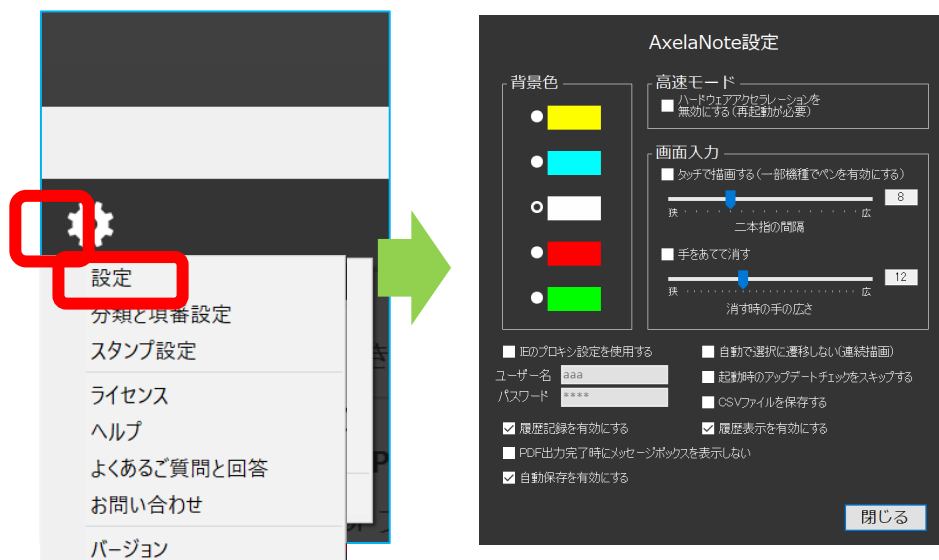 設定
分類と項番設定
スタンプ設定
ライセンス
ヘルプ
よくあるご質問と回答
お問い合わせ
バージョン
AxelaNote設定
背景色
高速モード
ハードウェアアクセラレーションを
無効にする(再起動が必要)
画面入力
タッチで描画する(一部機種でペンを有効にする)
8
狭 広
二本指の間隔
手をあてて消す
12
狭 広
消す時の手の広さ
IEのプロキシ設定を使用する
ユーザー名 aaa
パスワード ****
自動で選択に遷移しない(連続描画)
起動時のアップデートチェックをスキップする
CSVファイルを保存する
履歴記録を有効にする
履歴表示を有効にする
PDF出力完了時にメッセージボックスを表示しない
自動保存を有効にする
閉じる